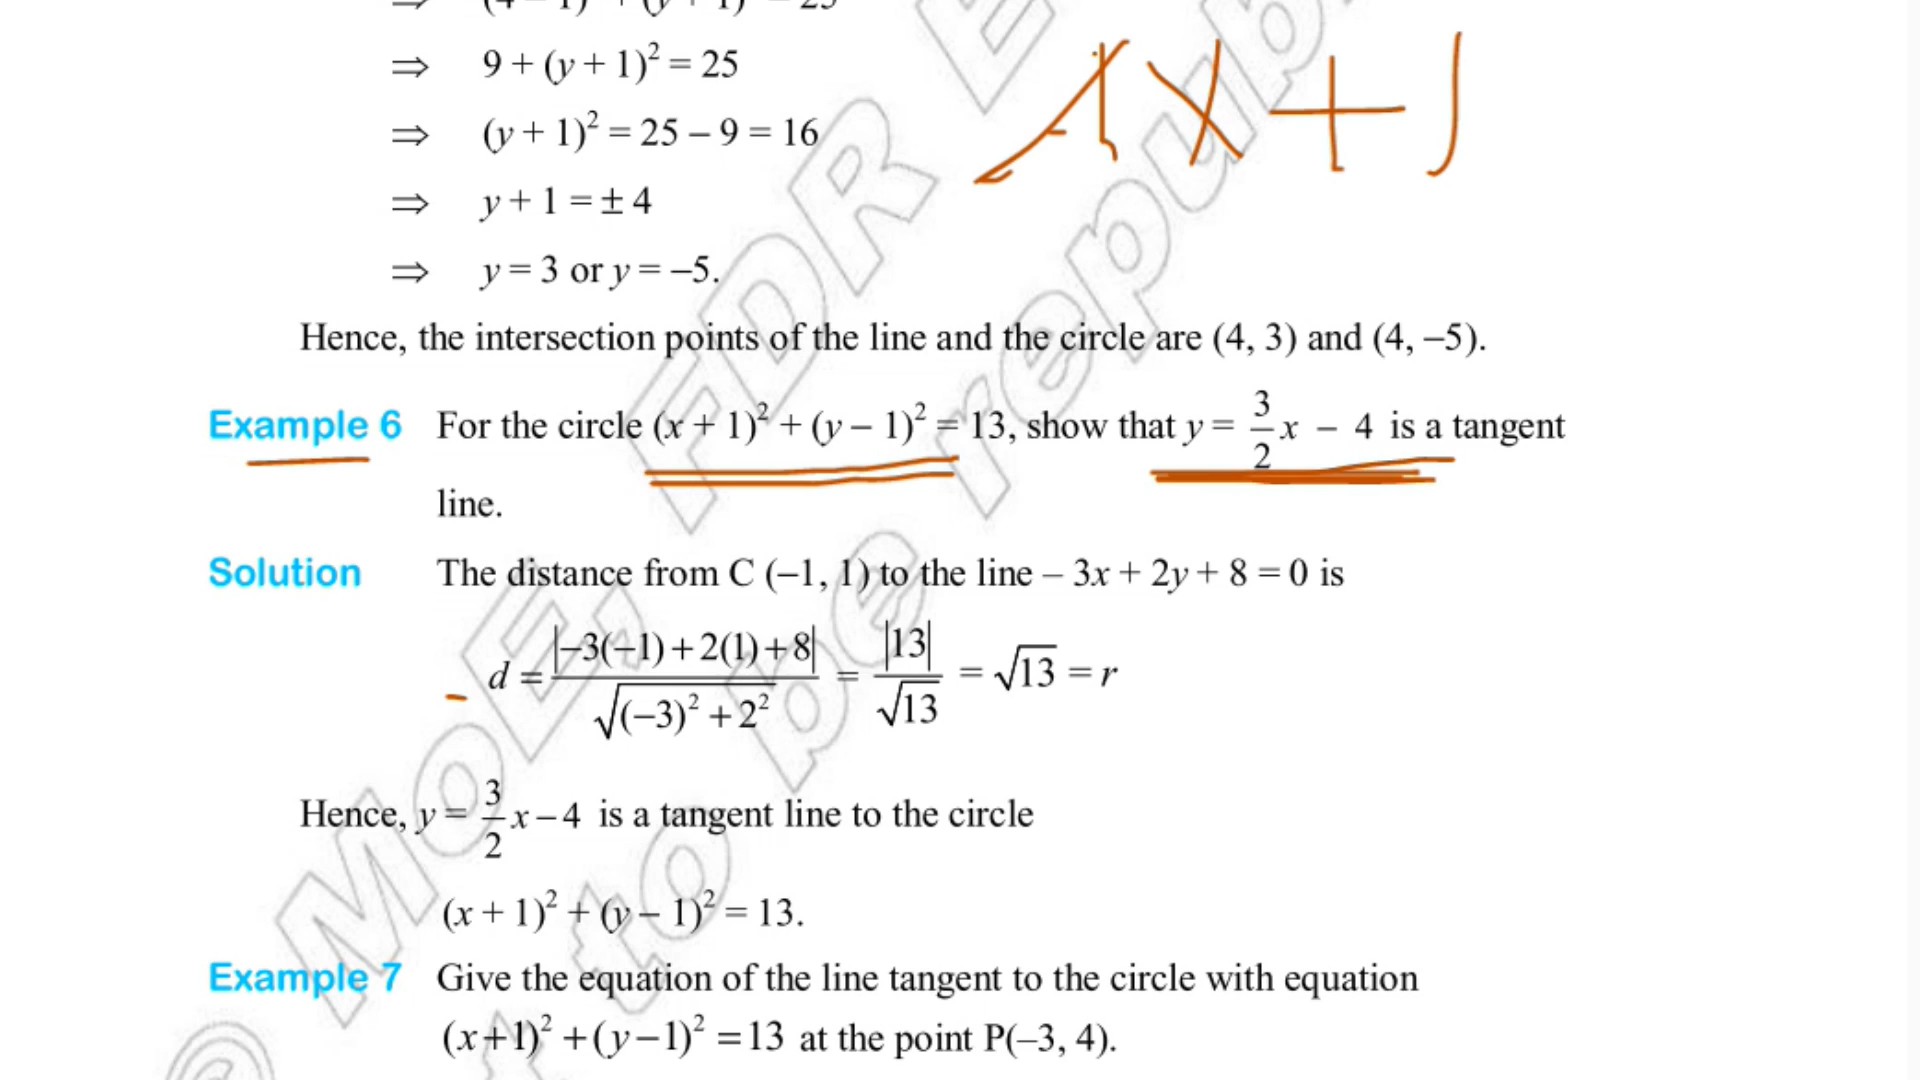 ⇒ 9 + (y + 1)² = 25
⇒ (y + 1)² = 25 – 9 = 16
⇒ y + 1 = ± 4
⇒ y = 3 or y = –5.
Hence, the intersection points of the line and the circle are (4, 3) and (4, –5).
Example 6 For the circle (x + 1)² + (y – 1)² = 13, show that y = 3/2 x – 4 is a tangent
line.
Solution The distance from C (–1, 1) to the line – 3x + 2y + 8 = 0 is
d = |–3(–1)+2(1)+8| / √((–3)² + 2²) = |13| / √13 = √13 = r
Hence, y = 3/2 x – 4 is a tangent line to the circle
(x + 1)² + (y – 1)² = 13.
Example 7 Give the equation of the line tangent to the circle with equation
(x+1)² + (y–1)² = 13 at the point P(–3, 4).